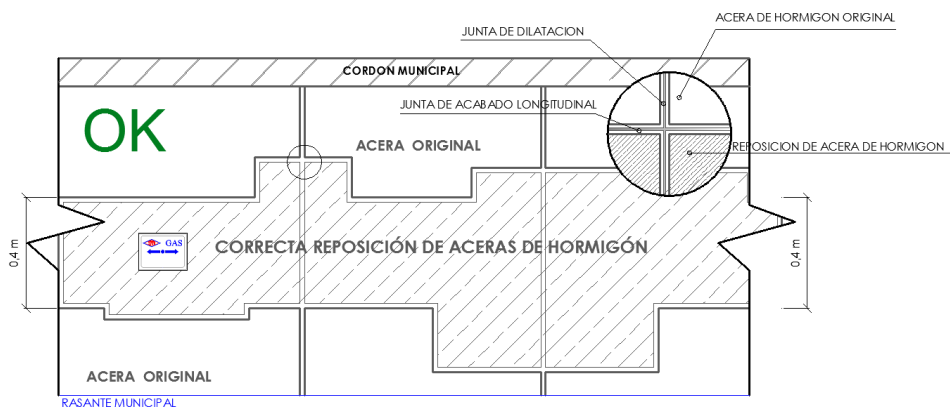 ACERA DE HORMIGON ORIGINAL
JUNTA DE DILATACION
CORDON MUNICIPAL
JUNTA DE ACABADO LONGITUDINAL
OK
ACERA ORIGINAL
REPOSICION DE ACERA DE HORMIGON
GAS
CORRECTA REPOSICIÓN DE ACERAS DE HORMIGÓN
0,4 m
0,4 m
ACERA ORIGINAL
RASANTE MUNICIPAL